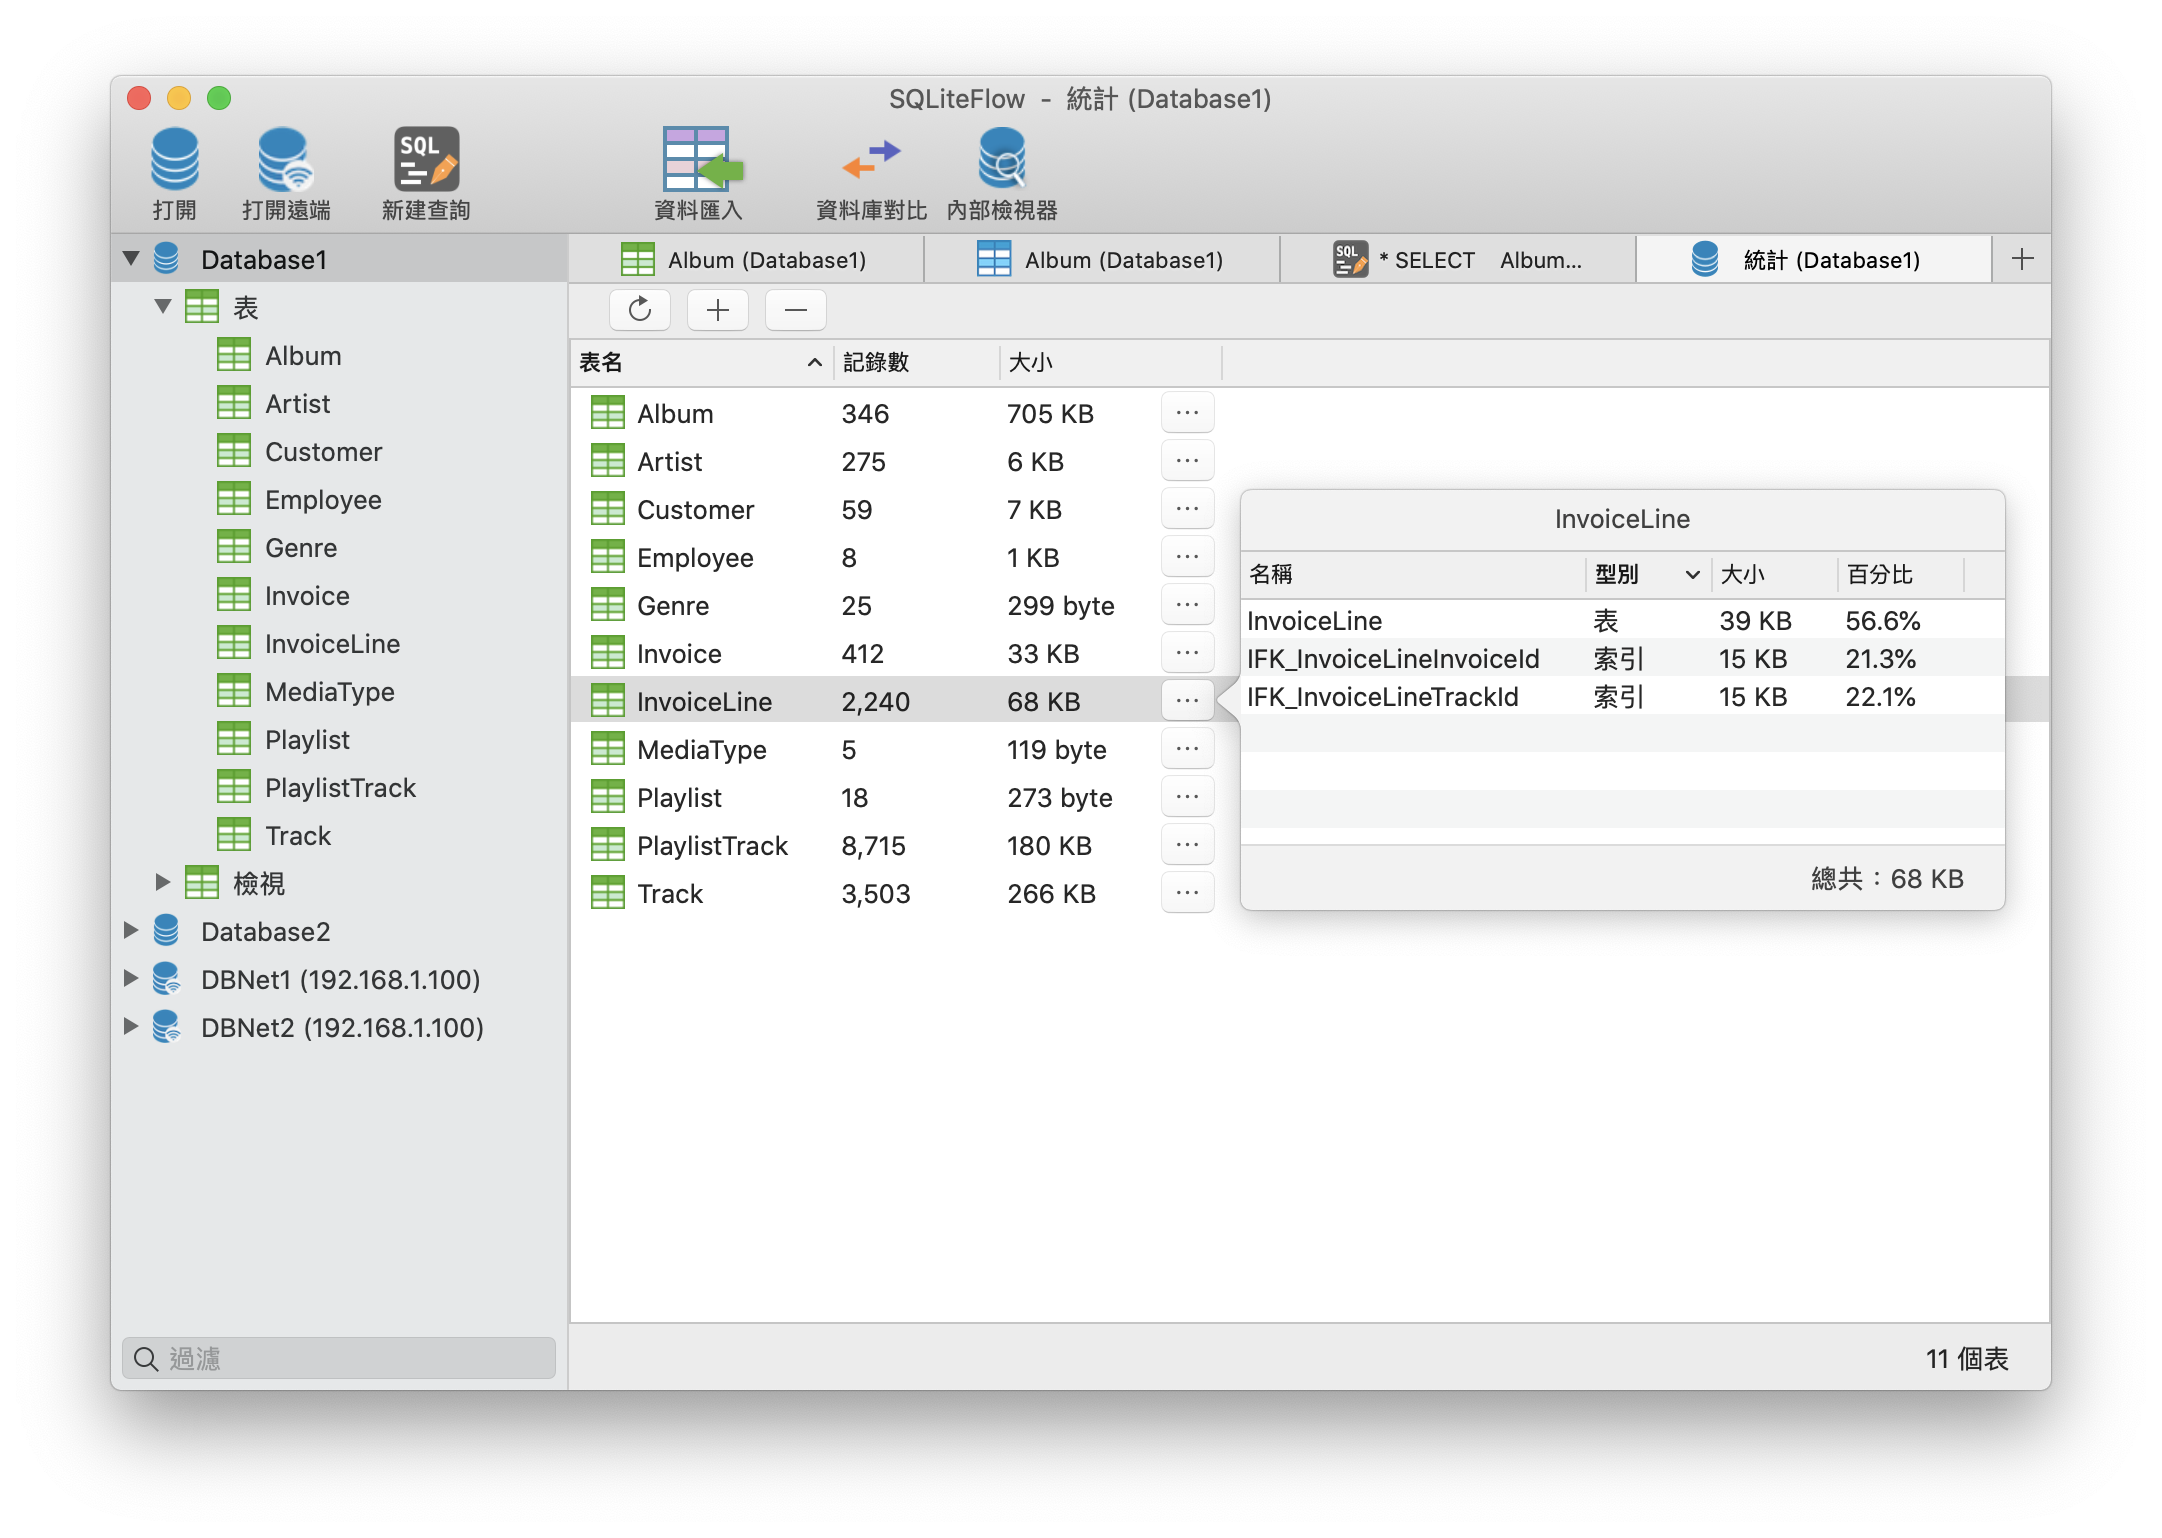 SQLiteFlow - 統計 (Database1)
打開 打開遠端 SQL 新建查詢 資料匯入 資料庫對比 內部檢視器
Database1
表
Album
Artist
Customer
Employee
Genre
Invoice
InvoiceLine
MediaType
Playlist
PlaylistTrack
Track
檢視
Database2
DBNet1 (192.168.1.100)
DBNet2 (192.168.1.100)
過濾
Album (Database1) Album (Database1) SQL * SELECT Album... 統計 (Database1)
表名 記錄數 大小
Album 346 705 KB ...
Artist 275 6 KB ...
Customer 59 7 KB ...
Employee 8 1 KB ...
Genre 25 299 byte ...
Invoice 412 33 KB ...
InvoiceLine 2,240 68 KB ...
MediaType 5 119 byte ...
Playlist 18 273 byte ...
PlaylistTrack 8,715 180 KB ...
Track 3,503 266 KB ...
InvoiceLine
名稱 型別 大小 百分比
InvoiceLine 表 39 KB 56.6%
IFK_InvoiceLineInvoiceId 索引 15 KB 21.3%
IFK_InvoiceLineTrackId 索引 15 KB 22.1%
總共：68 KB
11 個表